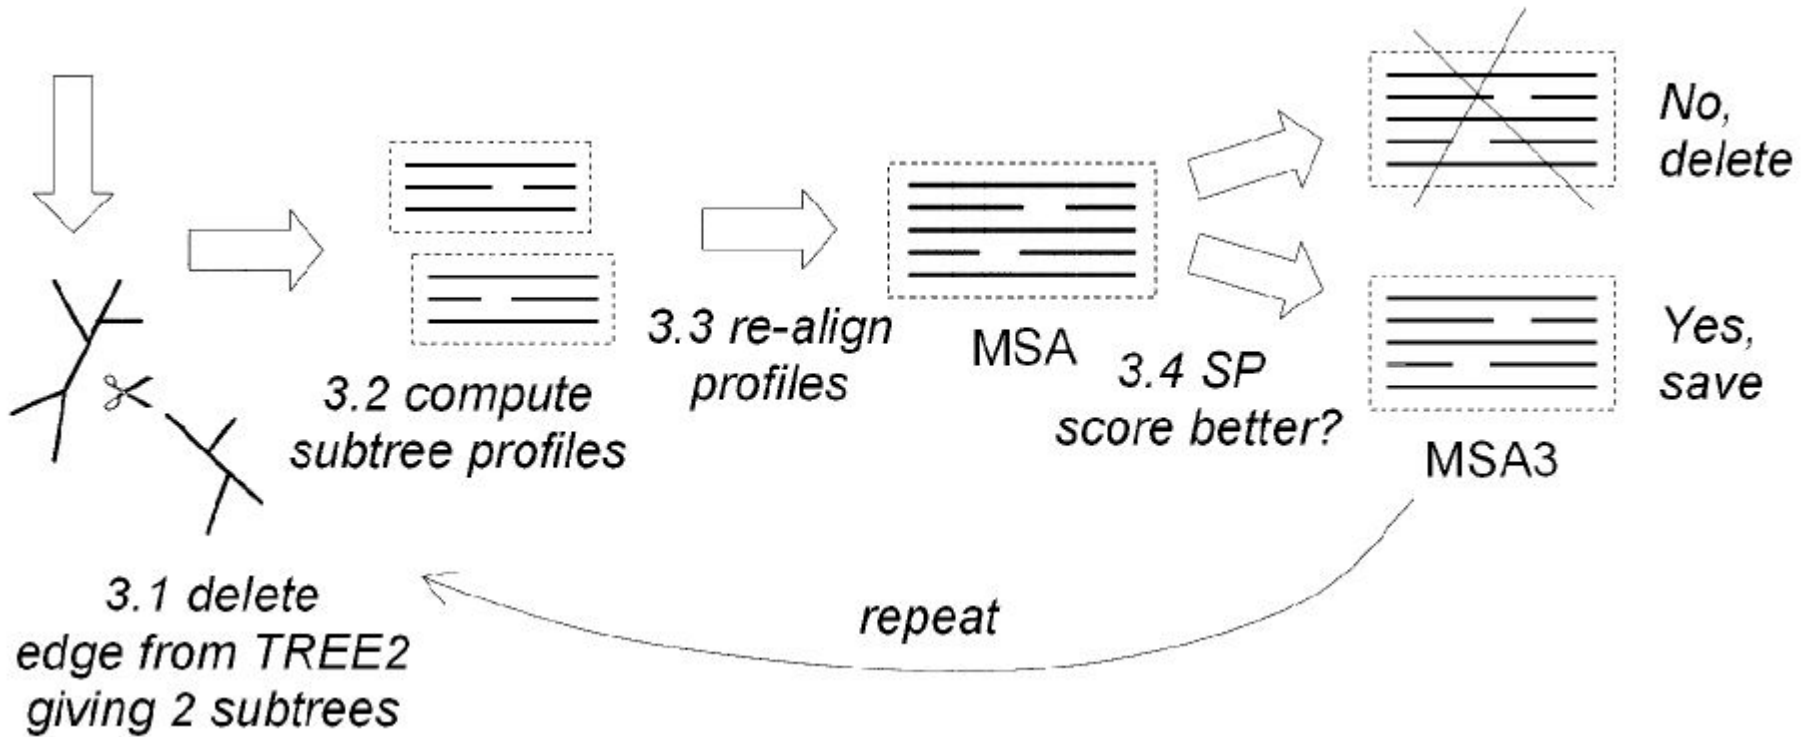 3.1 delete
edge from TREE2
giving 2 subtrees
3.2 compute
subtree profiles
3.3 re-align
profiles
MSA
3.4 SP
score better?
No,
delete
Yes,
save
MSA3
repeat